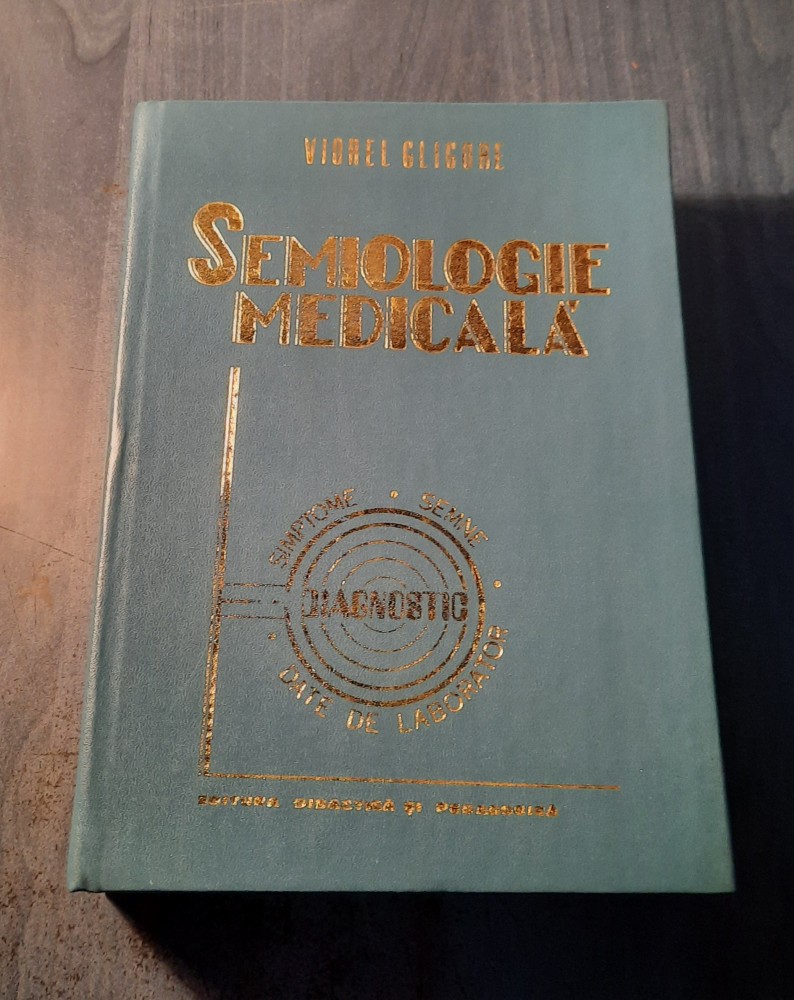 VIOREL GLIGORE
SEMIOLOGIE
MEDICALĂ
SIMPTOME • SEMNE •
DIAGNOSTIC
• DATE DE LABORATOR
EDITURA DIDACTICĂ ȘI PEDAGOGICĂ